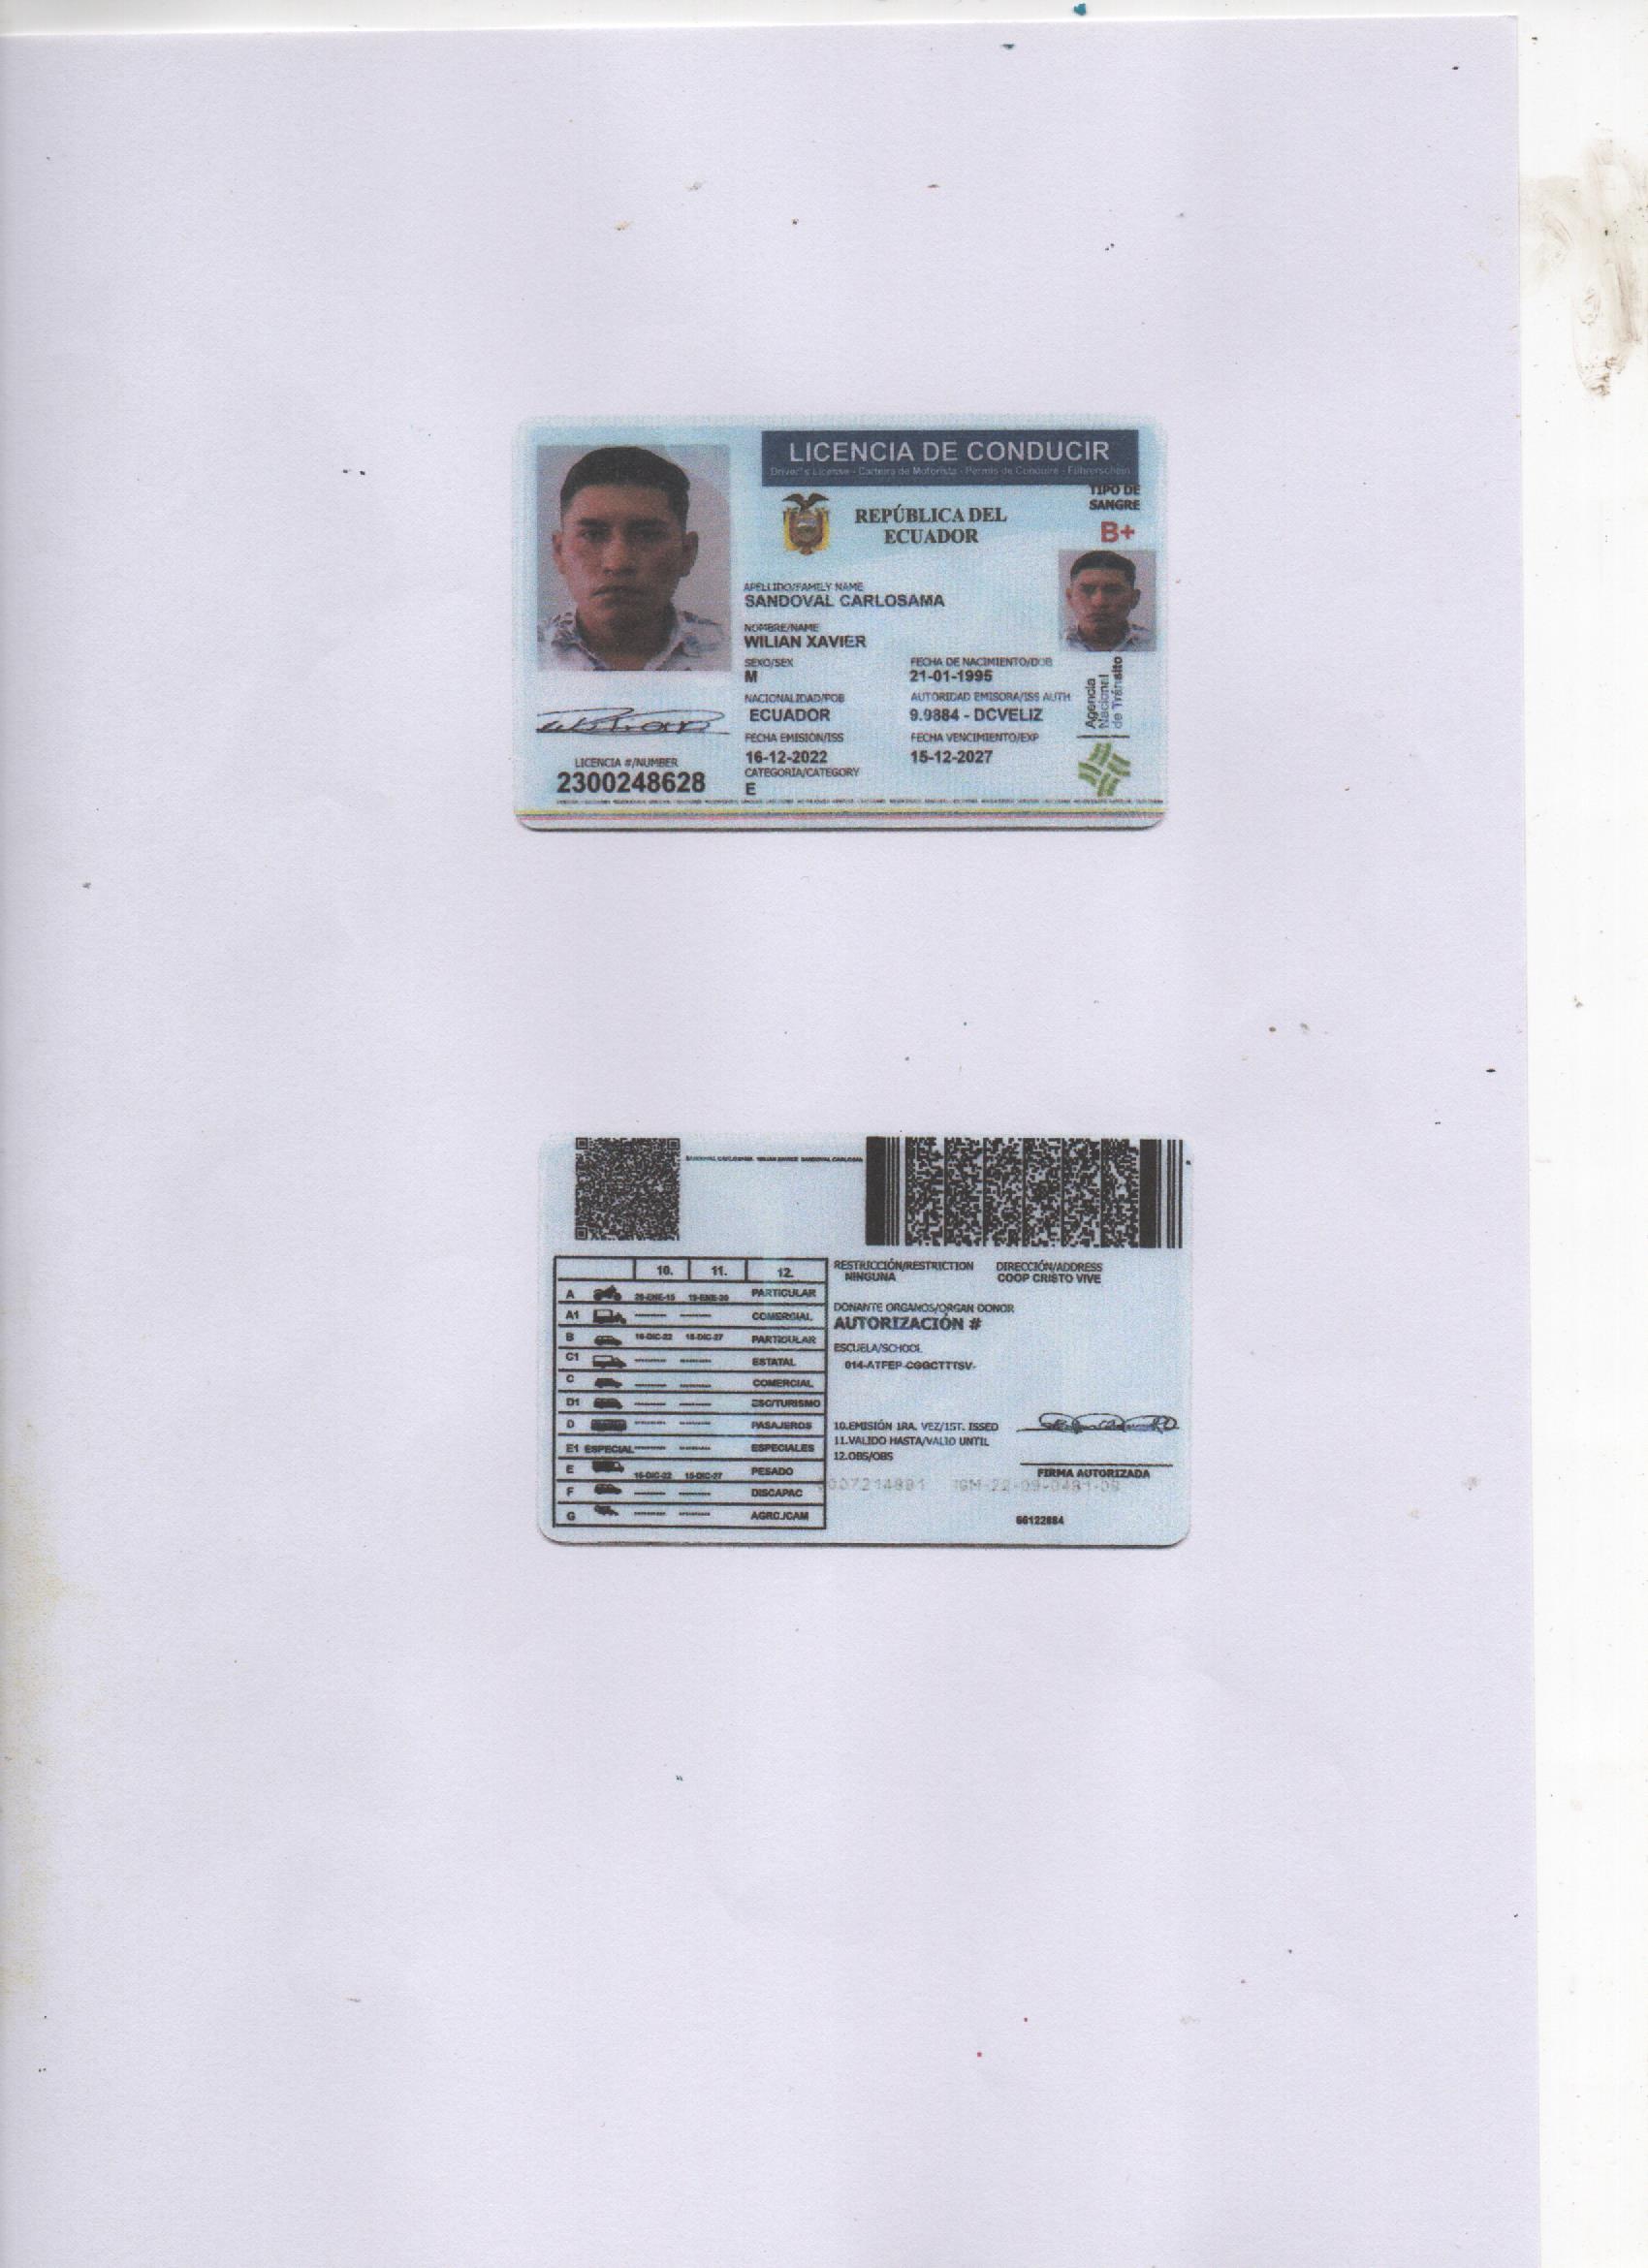 LICENCIA DE CONDUCIR
Driver's License - Carteira de Motorista - Permis de Conduire - Führerschein
TIPO DE
SANGRE
B+
REPÚBLICA DEL
ECUADOR
APELLIDO/FAMILY NAME
SANDOVAL CARLOSAMA
NOMBRE/NAME
WILIAN XAVIER
SEXO/SEX
M
FECHA DE NACIMIENTO/DOB
21-01-1995
NACIONALIDAD/POB
ECUADOR
AUTORIDAD EMISORA/ISS AUTH
9.9884 - DCVELIZ
FECHA EMISION/ISS
16-12-2022
FECHA VENCIMIENTO/EXP
15-12-2027
CATEGORÍA/CATEGORY
E
LICENCIA #/NUMBER
2300248628
Agencia
Nacional
de Tránsito
SANDOVAL CARLOSAMA WILIAN XAVIER SANDOVAL CARLOSAM
10. 11. 12.
A 20-ENE-15 19-ENE-20 PARTICULAR
A1 COMERCIAL
B 16-DIC-22 15-DIC-27 PARTICULAR
C1 ESTATAL
C COMERCIAL
D1 ESC/TURISMO
D PASAJEROS
E1 ESPECIAL ESPECIALES
E 16-DIC-22 15-DIC-27 PESADO
F DISCAPAC
G AGRC./CAM
RESTRICCIÓN/RESTRICTION
NINGUNA
DIRECCIÓN/ADDRESS
COOP CRISTO VIVE
DONANTE ORGANOS/ORGAN DONOR
AUTORIZACIÓN #
ESCUELA/SCHOOL
014-ATFEP-CGGCTTTSV-
10.EMISIÓN 1RA. VEZ/1ST. ISSED
11.VALIDO HASTA/VALID UNTIL
12.OBS/OBS
FIRMA AUTORIZADA
IGM-22-09-0481-09
66122884